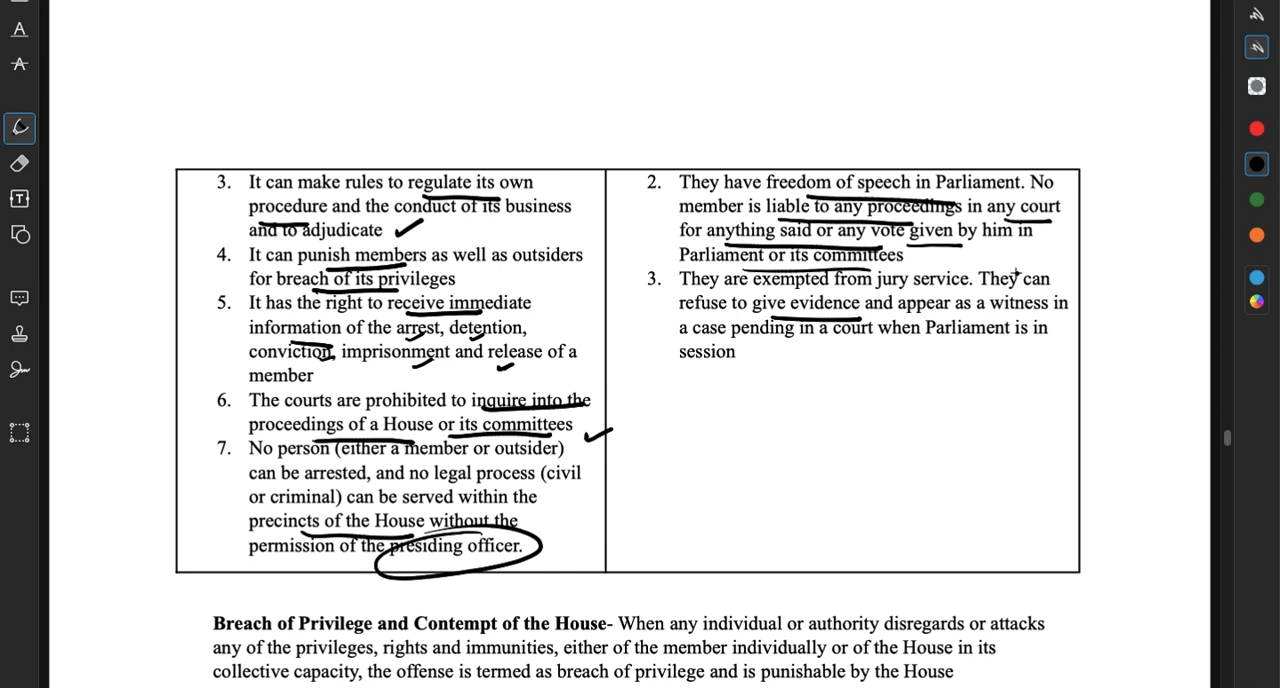 3. It can make rules to regulate its own
procedure and the conduct of its business
and to adjudicate
4. It can punish members as well as outsiders
for breach of its privileges
5. It has the right to receive immediate
information of the arrest, detention,
conviction, imprisonment and release of a
member
6. The courts are prohibited to inquire into the
proceedings of a House or its committees
7. No person (either a member or outsider)
can be arrested, and no legal process (civil
or criminal) can be served within the
precincts of the House without the
permission of the presiding officer.
2. They have freedom of speech in Parliament. No
member is liable to any proceedings in any court
for anything said or any vote given by him in
Parliament or its committees
3. They are exempted from jury service. They can
refuse to give evidence and appear as a witness in
a case pending in a court when Parliament is in
session
Breach of Privilege and Contempt of the House- When any individual or authority disregards or attacks
any of the privileges, rights and immunities, either of the member individually or of the House in its
collective capacity, the offense is termed as breach of privilege and is punishable by the House